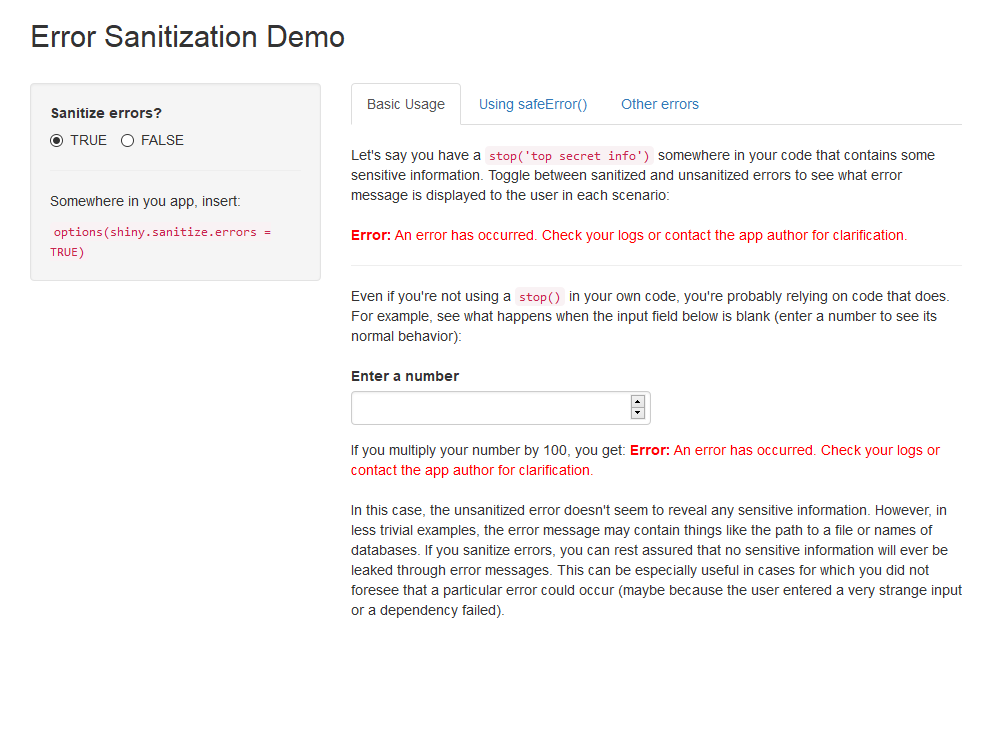 Error Sanitization Demo
Sanitize errors?
TRUE FALSE
Somewhere in you app, insert:
options(shiny.sanitize.errors =
TRUE)
Basic Usage Using safeError() Other errors
Let's say you have a stop('top secret info') somewhere in your code that contains some
sensitive information. Toggle between sanitized and unsanitized errors to see what error
message is displayed to the user in each scenario:
Error: An error has occurred. Check your logs or contact the app author for clarification.
Even if you're not using a stop() in your own code, you're probably relying on code that does.
For example, see what happens when the input field below is blank (enter a number to see its
normal behavior):
Enter a number
If you multiply your number by 100, you get: Error: An error has occurred. Check your logs or
contact the app author for clarification.
In this case, the unsanitized error doesn't seem to reveal any sensitive information. However, in
less trivial examples, the error message may contain things like the path to a file or names of
databases. If you sanitize errors, you can rest assured that no sensitive information will ever be
leaked through error messages. This can be especially useful in cases for which you did not
foresee that a particular error could occur (maybe because the user entered a very strange input
or a dependency failed).